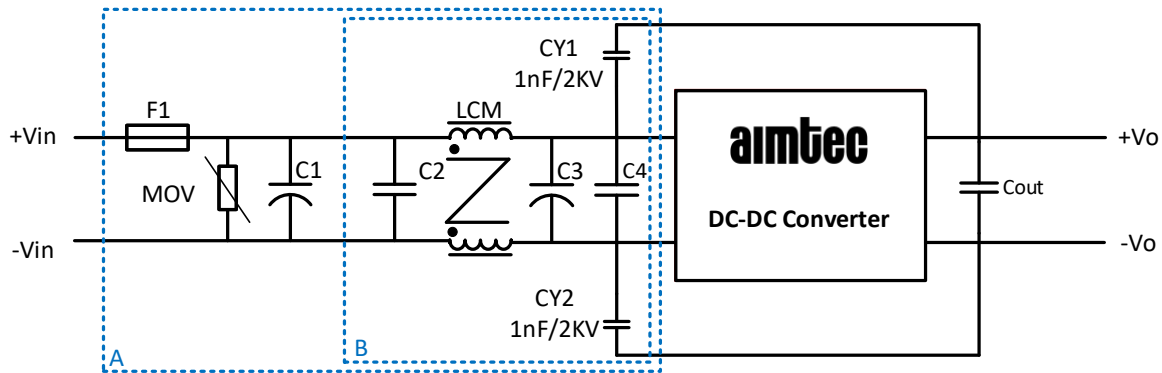 CY1
1nF/2KV
F1
LCM
+Vin
MOV
C1
C2
C3
C4
-Vin
aimtec
DC-DC Converter
+Vo
Cout
-Vo
CY2
1nF/2KV
A
B